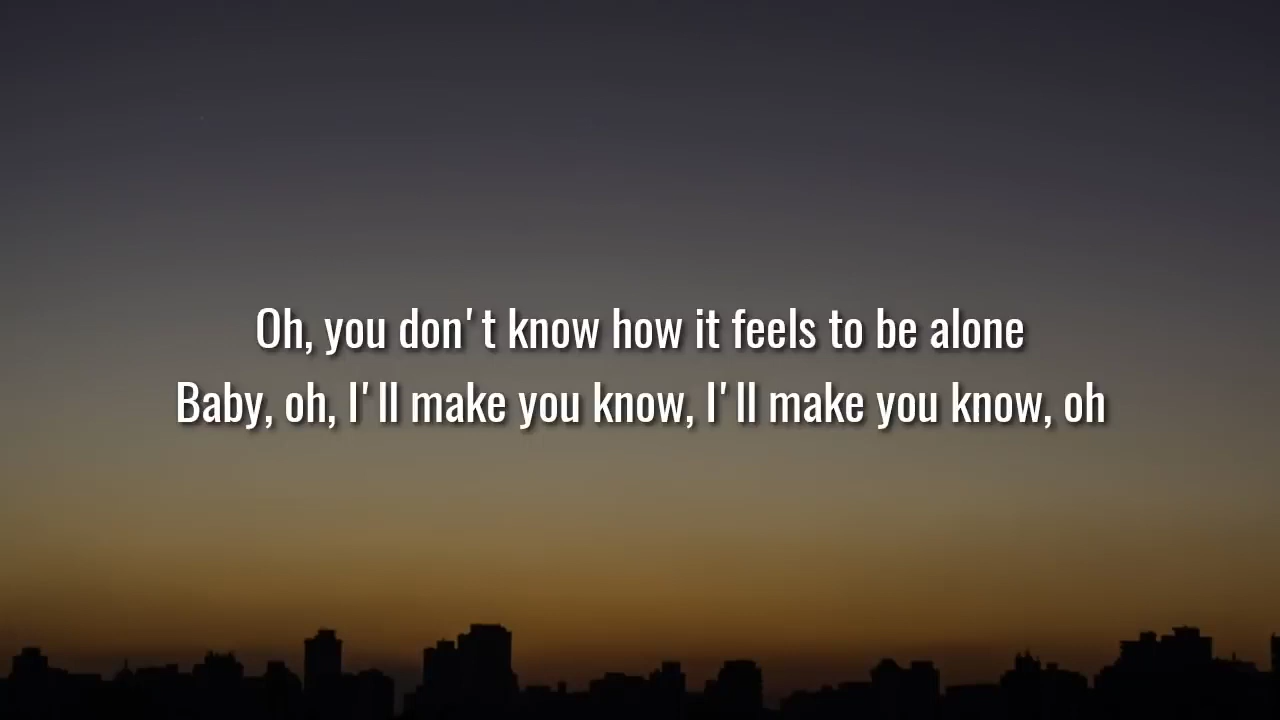 Oh, you don't know how it feels to be alone
Baby, oh, I'll make you know, I'll make you know, oh